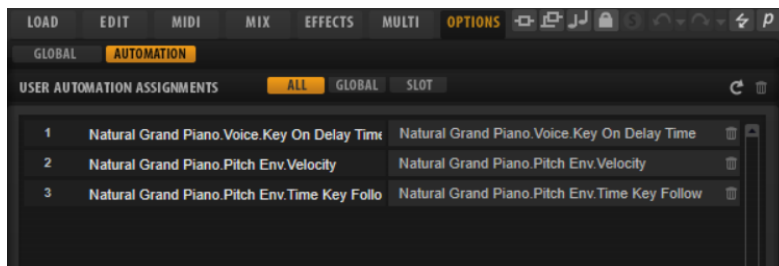 LOAD EDIT MIDI MIX EFFECTS MULTI OPTIONS S
GLOBAL AUTOMATION
USER AUTOMATION ASSIGNMENTS ALL GLOBAL SLOT
1 Natural Grand Piano.Voice.Key On Delay Time Natural Grand Piano.Voice.Key On Delay Time
2 Natural Grand Piano.Pitch Env.Velocity Natural Grand Piano.Pitch Env.Velocity
3 Natural Grand Piano.Pitch Env.Time Key Follo Natural Grand Piano.Pitch Env.Time Key Follow